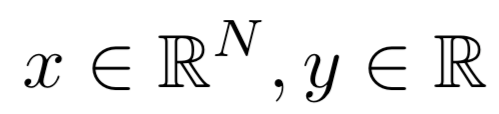 x ∈ ℝ^N, y ∈ ℝ